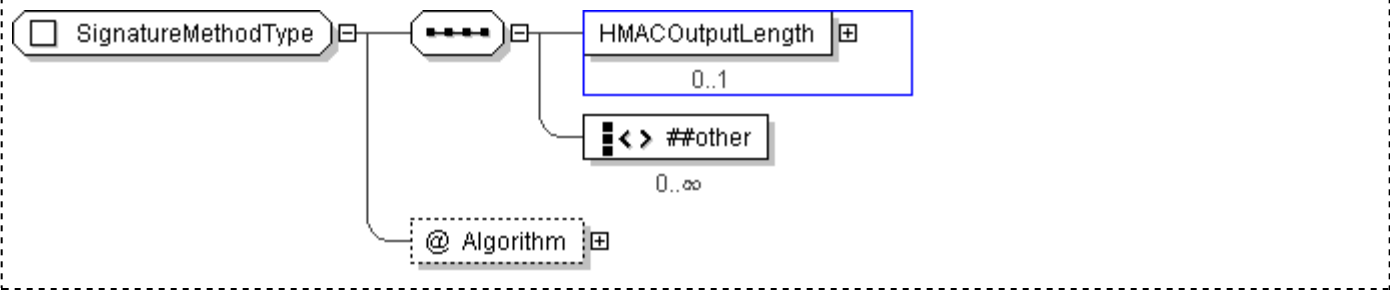 SignatureMethodType
HMACOutputLength
0..1
##other
0..∞
@ Algorithm